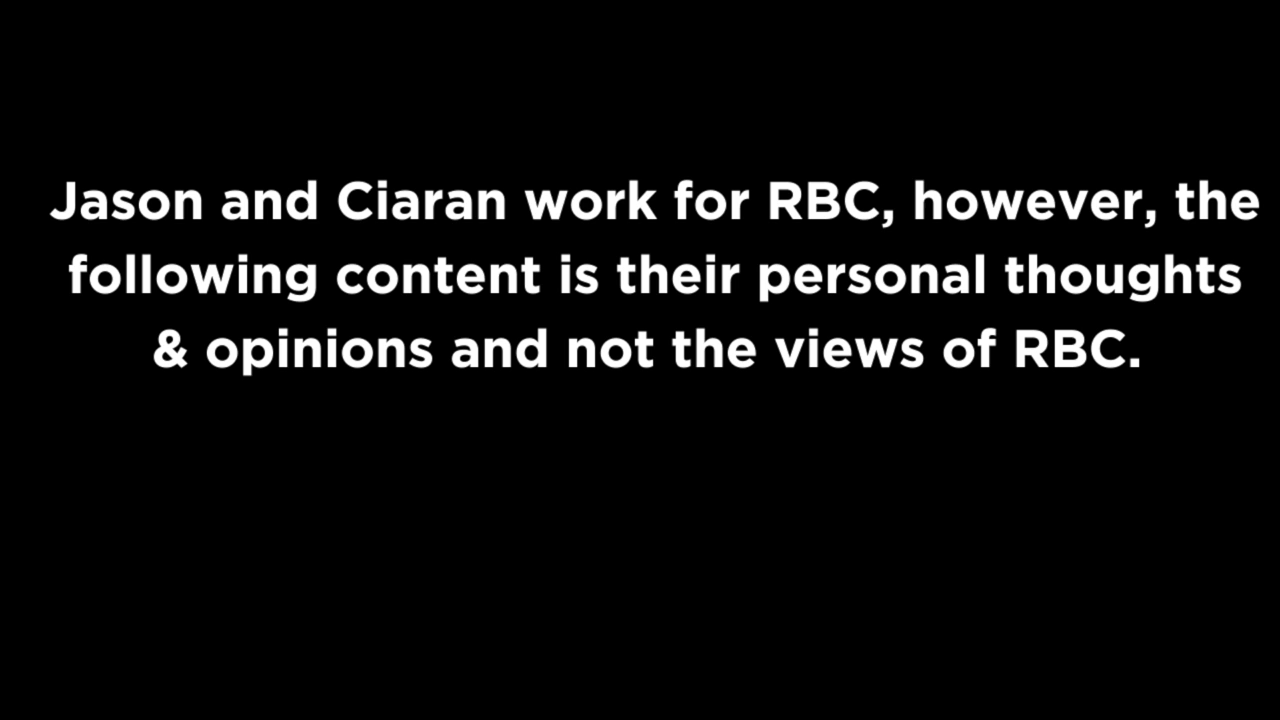 Jason and Ciaran work for RBC, however, the
following content is their personal thoughts
& opinions and not the views of RBC.